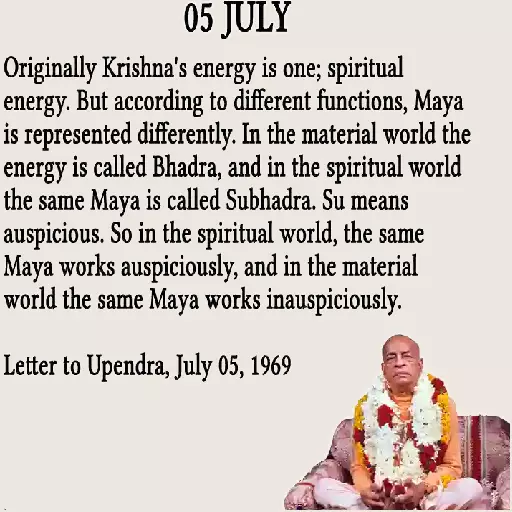 05 JULY
Originally Krishna's energy is one; spiritual
energy. But according to different functions, Maya
is represented differently. In the material world the
energy is called Bhadra, and in the spiritual world
the same Maya is called Subhadra. Su means
auspicious. So in the spiritual world, the same
Maya works auspiciously, and in the material
world the same Maya works inauspiciously.
Letter to Upendra, July 05, 1969